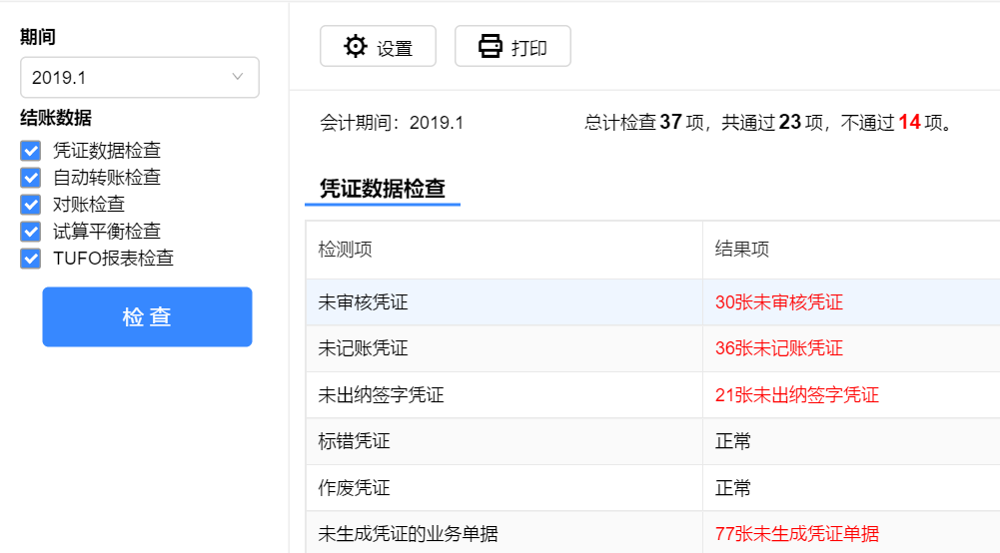 期间
2019.1
结账数据
凭证数据检查
自动转账检查
对账检查
试算平衡检查
TUFO报表检查
检 查
设置 打印
会计期间：2019.1 总计检查 37 项，共通过 23 项，不通过 14 项。
凭证数据检查
检测项 结果项
未审核凭证 30张未审核凭证
未记账凭证 36张未记账凭证
未出纳签字凭证 21张未出纳签字凭证
标错凭证 正常
作废凭证 正常
未生成凭证的业务单据 77张未生成凭证单据